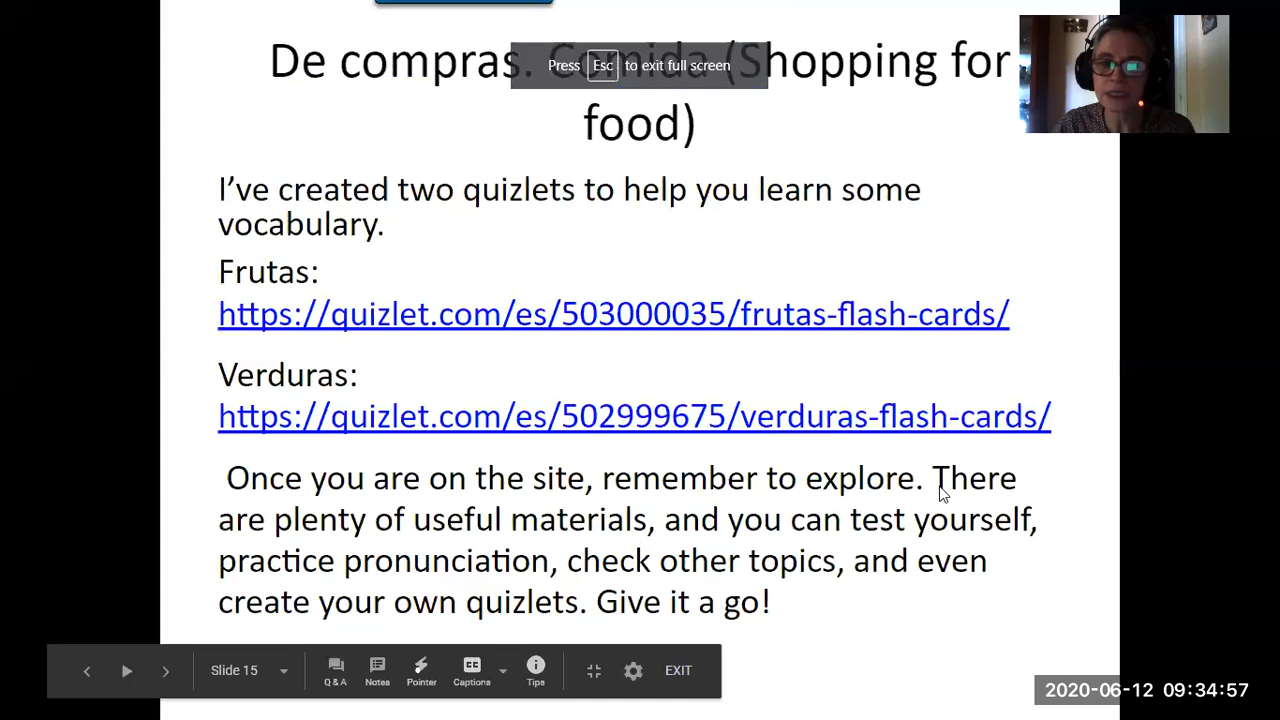 De compras. Comida (Shopping for
food)
Press Esc to exit full screen
I’ve created two quizlets to help you learn some
vocabulary.
Frutas:
https://quizlet.com/es/503000035/frutas-flash-cards/
Verduras:
https://quizlet.com/es/502999675/verduras-flash-cards/
Once you are on the site, remember to explore. There
are plenty of useful materials, and you can test yourself,
practice pronunciation, check other topics, and even
create your own quizlets. Give it a go!
Slide 15
Q & A
Notes
Pointer
CC
Captions
Tips
EXIT
2020-06-12 09:34:57